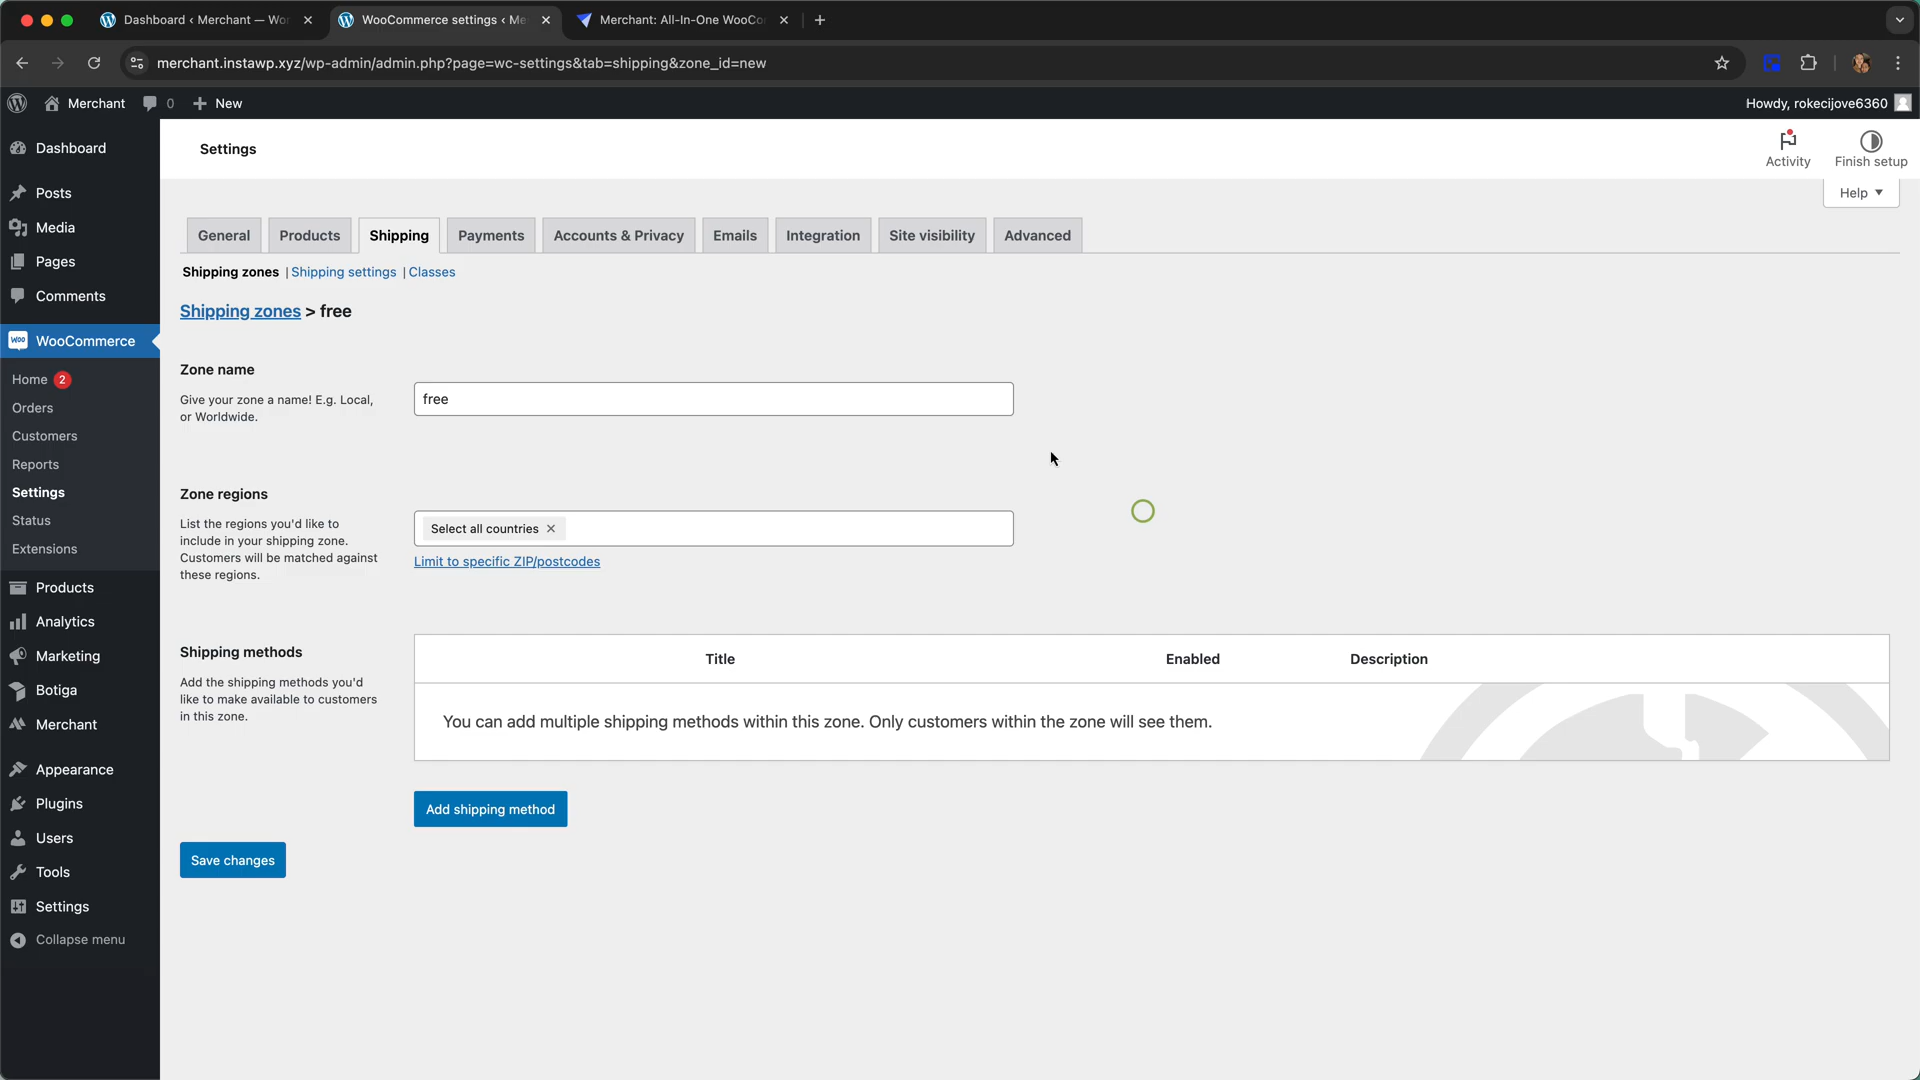 Dashboard ‹ Merchant — Wor
WooCommerce settings ‹ Me
Merchant: All-In-One WooCo
merchant.instawp.xyz/wp-admin/admin.php?page=wc-settings&tab=shipping&zone_id=new
Merchant
0
New
Howdy, rokecijove6360
Dashboard
Posts
Media
Pages
Comments
Woo
WooCommerce
Home 2
Orders
Customers
Reports
Settings
Status
Extensions
Products
Analytics
Marketing
Botiga
Merchant
Appearance
Plugins
Users
Tools
Settings
Collapse menu
Settings
Activity
Finish setup
Help
General
Products
Shipping
Payments
Accounts & Privacy
Emails
Integration
Site visibility
Advanced
Shipping zones | Shipping settings | Classes
Shipping zones > free
Zone name
Give your zone a name! E.g. Local,
or Worldwide.
free
Zone regions
List the regions you'd like to
include in your shipping zone.
Customers will be matched against
these regions.
Select all countries
Limit to specific ZIP/postcodes
Shipping methods
Add the shipping methods you'd
like to make available to customers
in this zone.
Title Enabled Description
You can add multiple shipping methods within this zone. Only customers within the zone will see them.
Add shipping method
Save changes